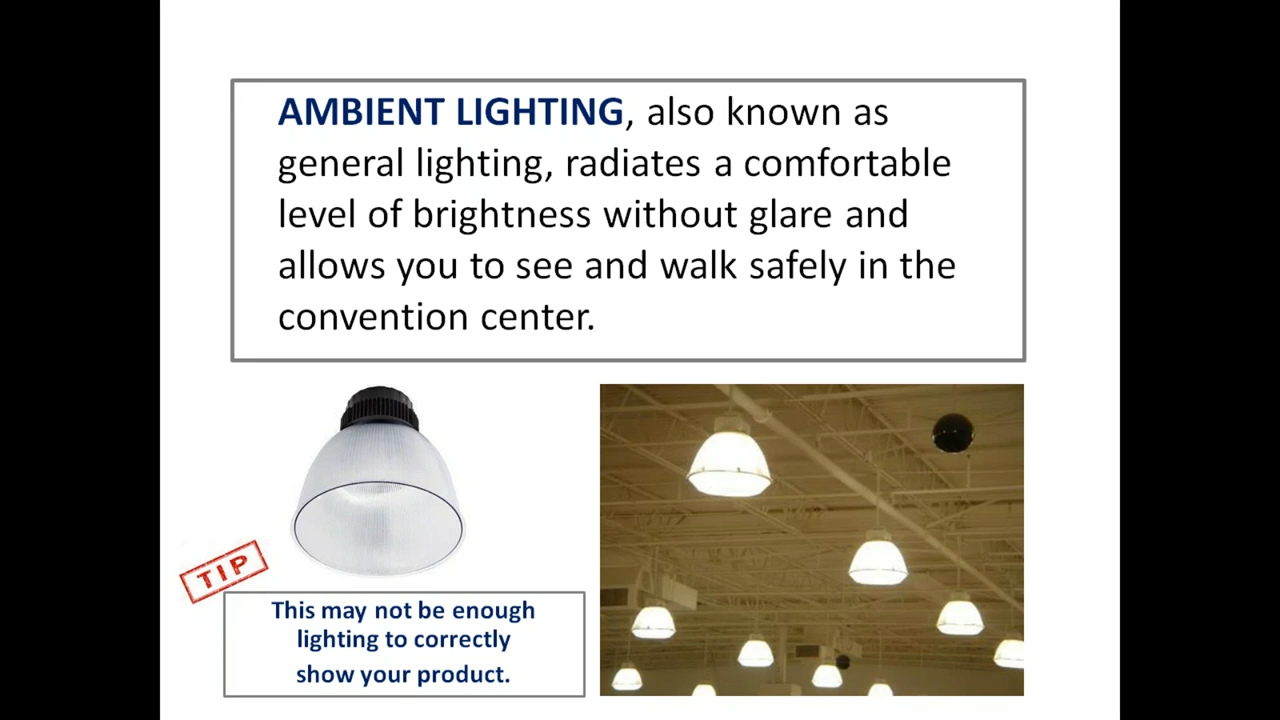 AMBIENT LIGHTING, also known as
general lighting, radiates a comfortable
level of brightness without glare and
allows you to see and walk safely in the
convention center.
TIP
This may not be enough
lighting to correctly
show your product.